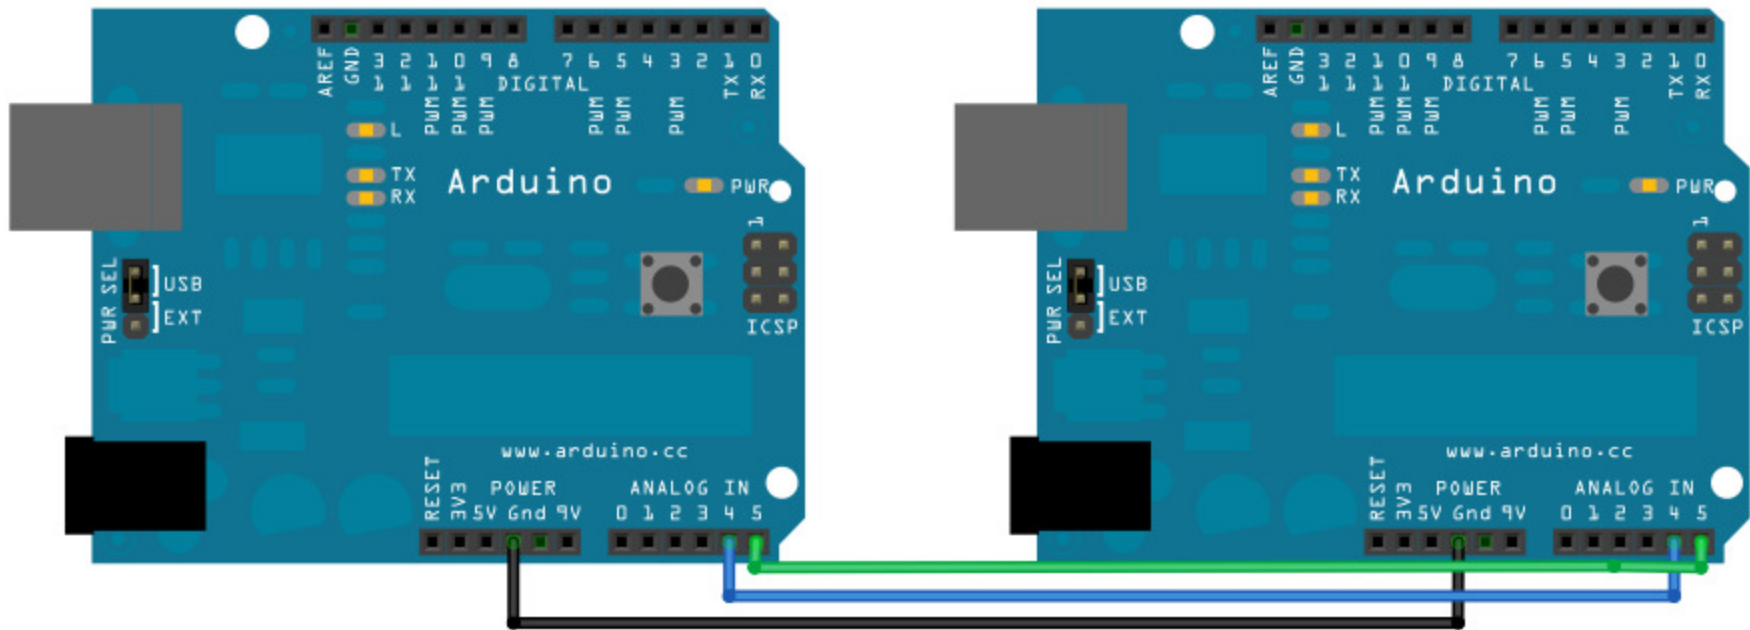 AREF GND 13 12 11 10 9 8 7 6 5 4 3 2 1 0
DIGITAL
PWM PWM PWM PWM PWM PWM TX RX
L
TX
RX
Arduino
PWR
1
PWR SEL
USB
EXT
ICSP
www.arduino.cc
POWER
ANALOG IN
RESET 3V3 5V Gnd 9V 0 1 2 3 4 5
AREF GND 13 12 11 10 9 8 7 6 5 4 3 2 1 0
DIGITAL
PWM PWM PWM PWM PWM PWM TX RX
L
TX
RX
Arduino
PWR
1
PWR SEL
USB
EXT
ICSP
www.arduino.cc
POWER
ANALOG IN
RESET 3V3 5V Gnd 9V 0 1 2 3 4 5